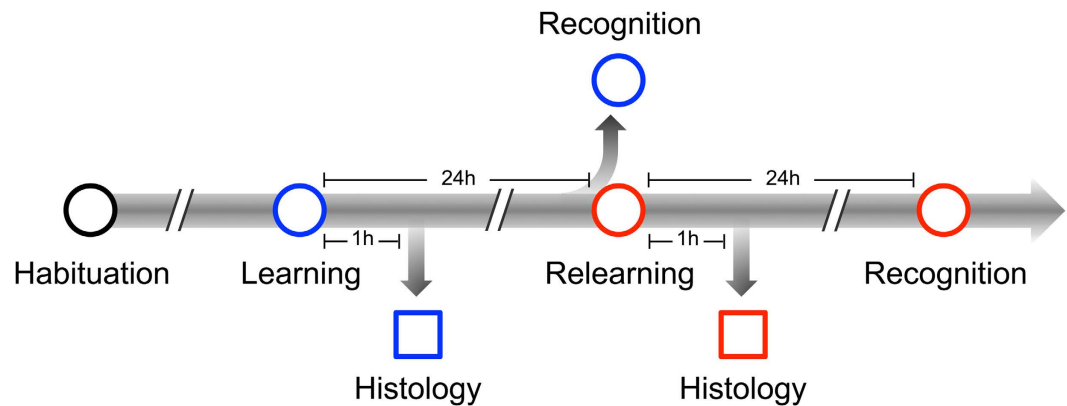 Recognition
24h
24h
1h
1h
Habituation
Learning
Relearning
Recognition
Histology
Histology